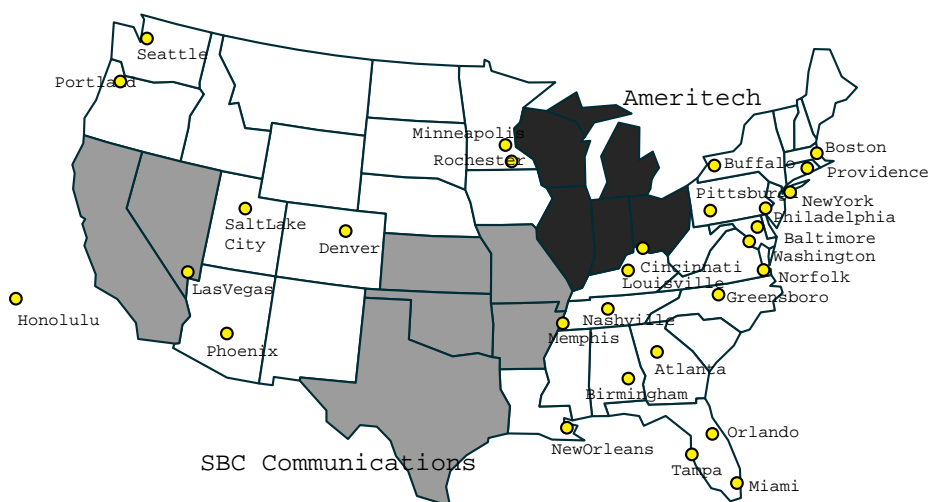 Seattle
Portland
Ameritech
Minneapolis
Rochester
Boston
Buffalo
Providence
Pittsburg
NewYork
SaltLake
City
Philadelphia
Denver
Baltimore
Washington
Cincinnati
Louisville
Norfolk
LasVegas
Greensboro
Honolulu
Nashville
Memphis
Phoenix
Atlanta
Birmingham
Orlando
NewOrleans
SBC Communications
Tampa
Miami